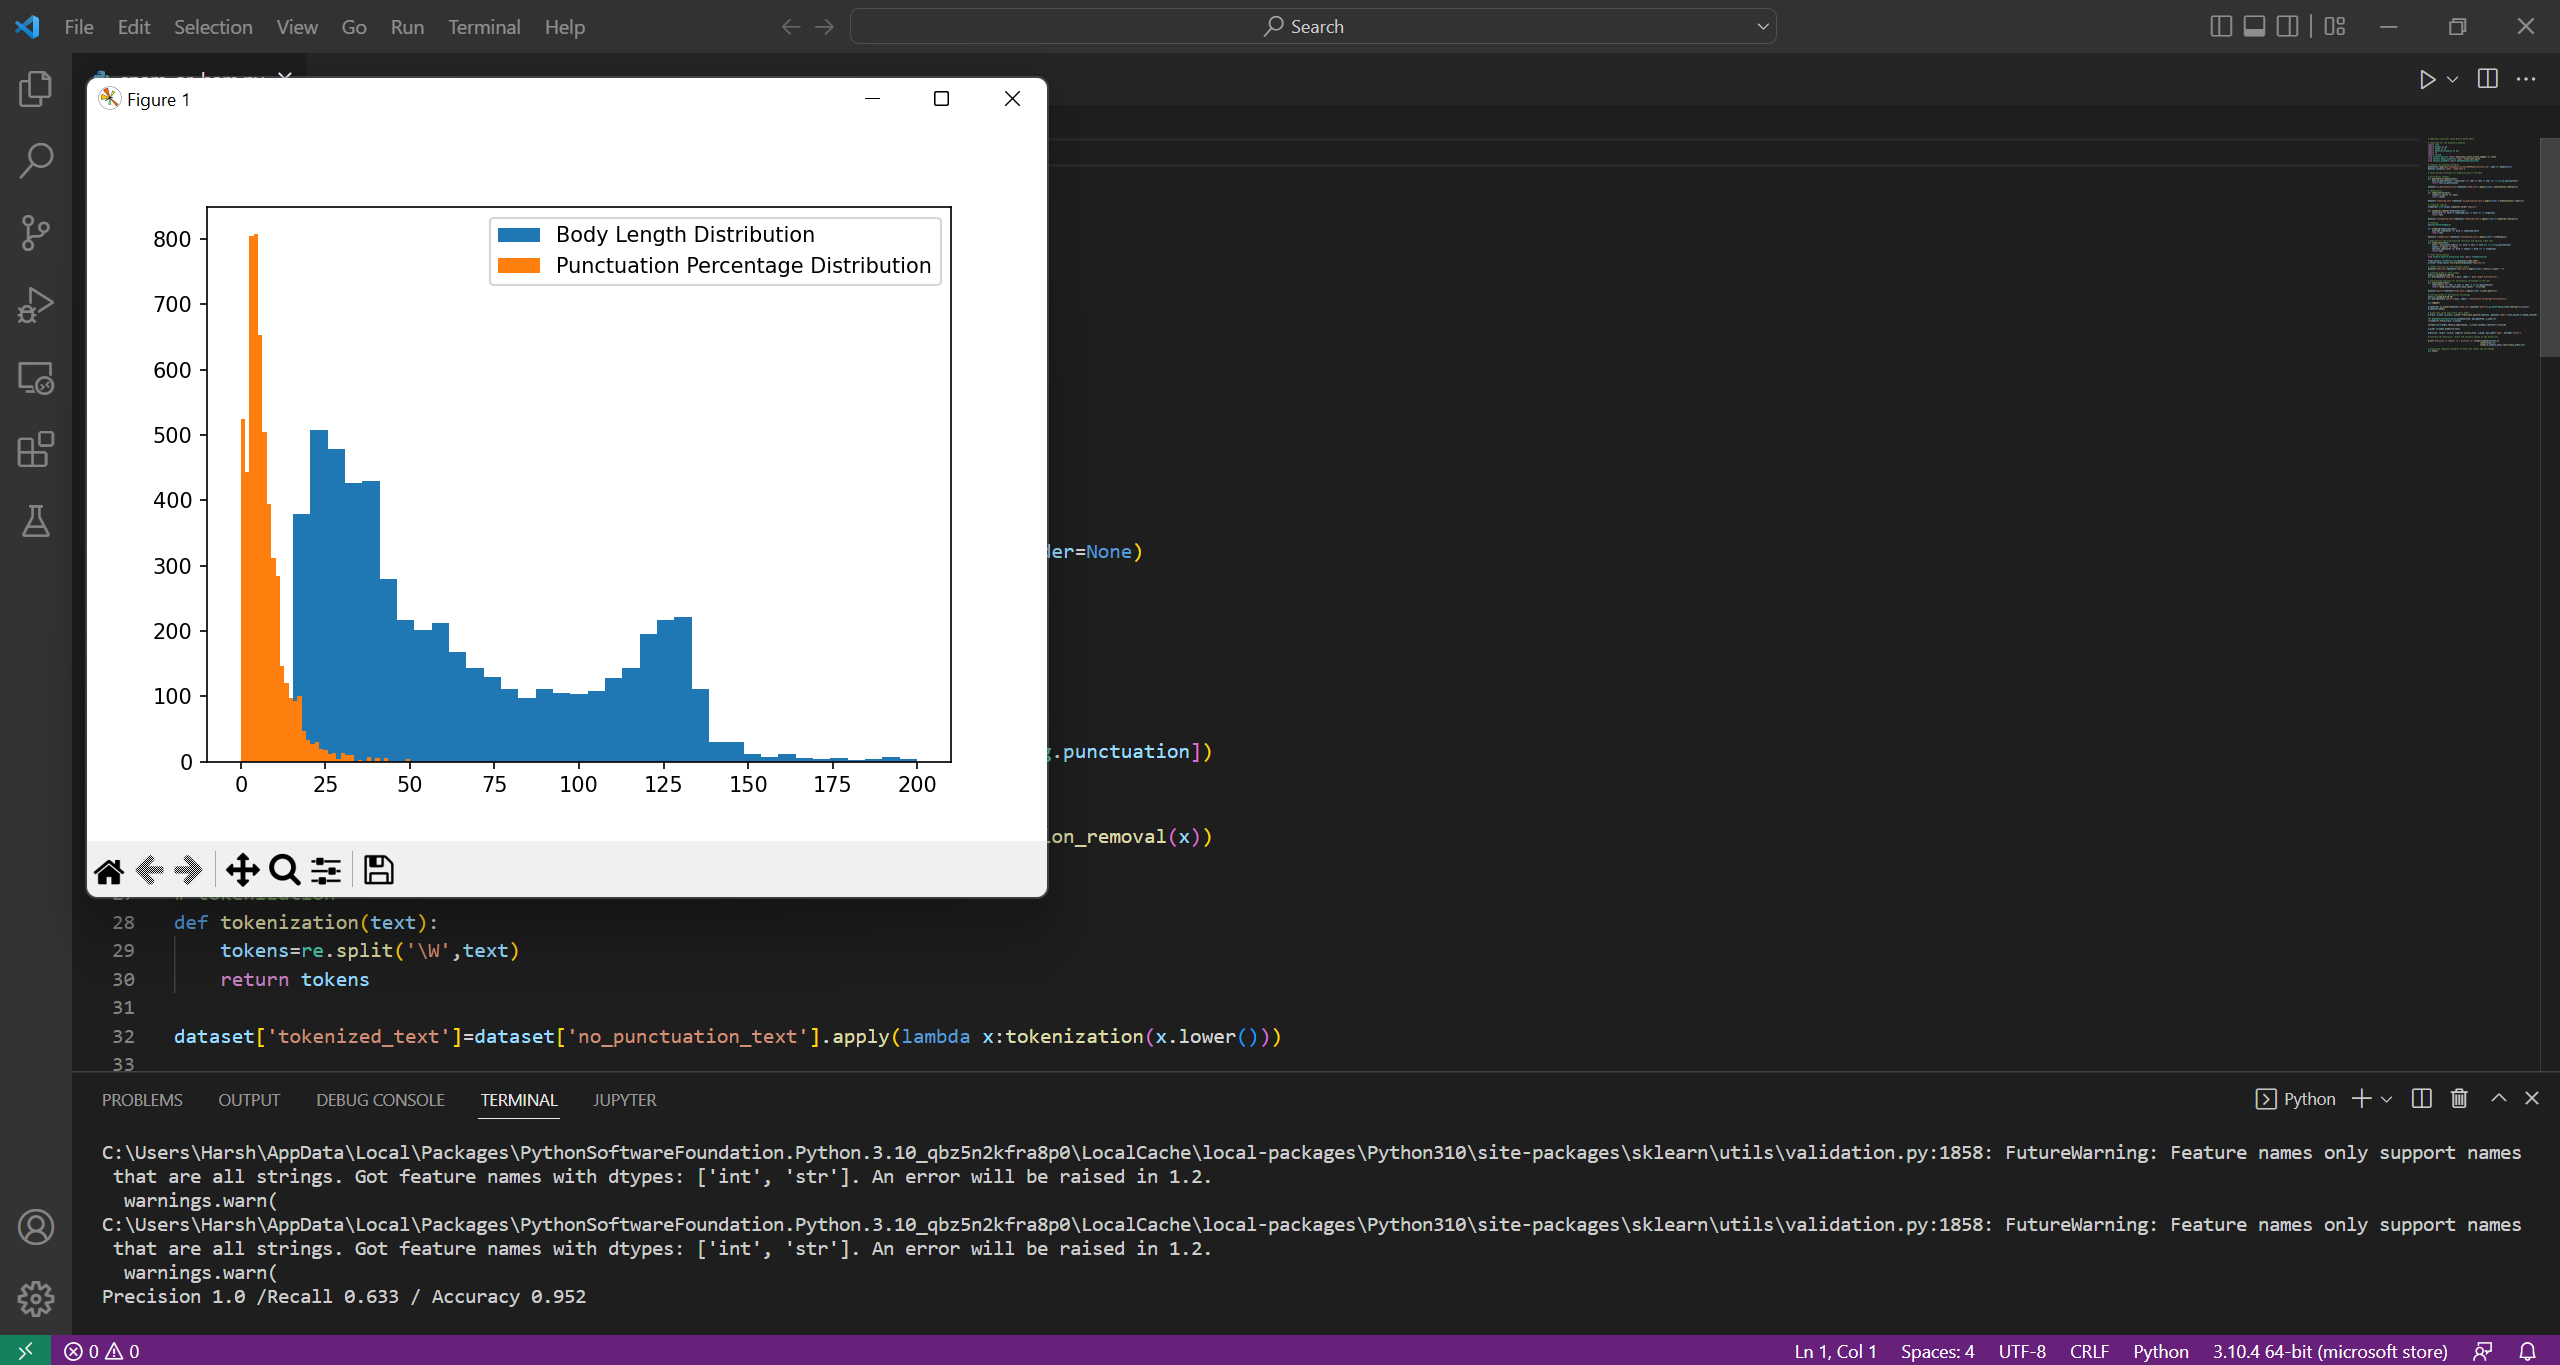 File Edit Selection View Go Run Terminal Help
Search
Figure 1
Body Length Distribution
Punctuation Percentage Distribution
800
700
600
500
400
300
200
100
0
0 25 50 75 100 125 150 175 200
der=None)
g.punctuation])
ion_removal(x))
27 # tokenization
28 def tokenization(text):
29 tokens=re.split('\W',text)
30 return tokens
31
32 dataset['tokenized_text']=dataset['no_punctuation_text'].apply(lambda x:tokenization(x.lower()))
33
PROBLEMS OUTPUT DEBUG CONSOLE TERMINAL JUPYTER
Python
C:\Users\Harsh\AppData\Local\Packages\PythonSoftwareFoundation.Python.3.10_qbz5n2kfra8p0\LocalCache\local-packages\Python310\site-packages\sklearn\utils\validation.py:1858: FutureWarning: Feature names only support names
that are all strings. Got feature names with dtypes: ['int', 'str']. An error will be raised in 1.2.
warnings.warn(
C:\Users\Harsh\AppData\Local\Packages\PythonSoftwareFoundation.Python.3.10_qbz5n2kfra8p0\LocalCache\local-packages\Python310\site-packages\sklearn\utils\validation.py:1858: FutureWarning: Feature names only support names
that are all strings. Got feature names with dtypes: ['int', 'str']. An error will be raised in 1.2.
warnings.warn(
Precision 1.0 /Recall 0.633 / Accuracy 0.952
0 0 Ln 1, Col 1 Spaces: 4 UTF-8 CRLF Python 3.10.4 64-bit (microsoft store)